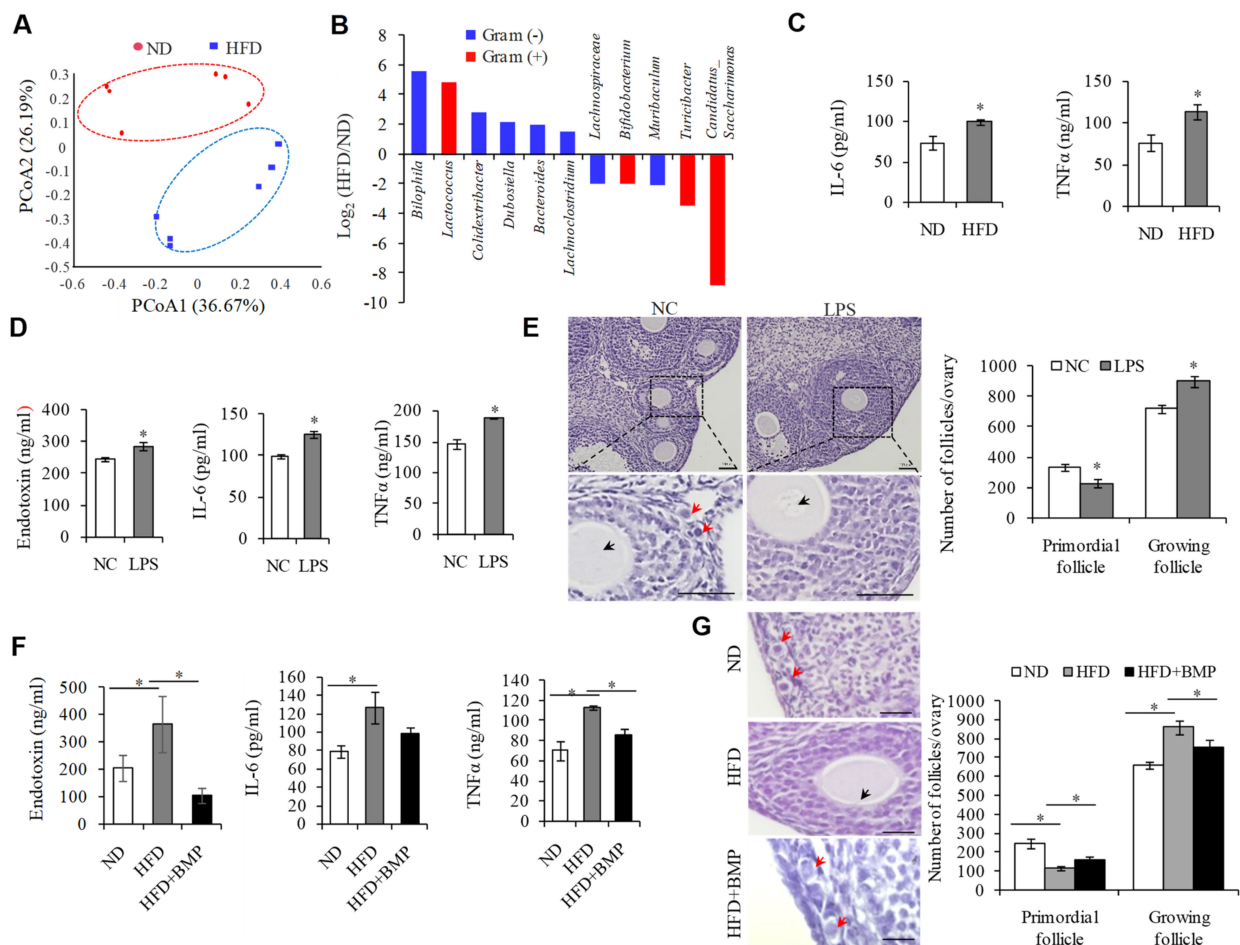 A
ND HFD
PCoA2 (26.19%)
0.3
0.2
0.1
0
-0.1
-0.2
-0.3
-0.4
-0.5
-0.6 -0.4 -0.2 0 0.2 0.4 0.6
PCoA1 (36.67%)
B
Gram (-)
Gram (+)
Log2 (HFD/ND)
8
6
4
2
0
-2
-4
-6
-8
-10
Bilophila
Lactococcus
Colidextribacter
Dubosiella
Bacteroides
Lachnoclostridium
Lachnospiraceae
Bifidobacterium
Muribaculum
Turicibacter
Candidatus_
Saccharimonas
C
IL-6 (pg/ml)
150
100
50
0
*
ND HFD
TNFα (ng/ml)
150
100
50
0
*
ND HFD
D
Endotoxin (ng/ml)
400
300
200
100
0
*
NC LPS
IL-6 (pg/ml)
150
100
50
0
*
NC LPS
TNFα (ng/ml)
200
150
100
50
0
*
NC LPS
E
NC LPS
Number of follicles/ovary
1000
800
600
400
200
0
NC LPS
*
*
Primordial
follicle
Growing
follicle
F
Endotoxin (ng/ml)
500
400
300
200
100
0
* *
ND
HFD
HFD+BMP
IL-6 (pg/ml)
160
140
120
100
80
60
40
20
0
*
ND
HFD
HFD+BMP
TNFα (ng/ml)
140
120
100
80
60
40
20
0
* *
ND
HFD
HFD+BMP
G
ND
HFD
HFD+BMP
ND HFD HFD+BMP
Number of follicles/ovary
1000
900
800
700
600
500
400
300
200
100
0
* *
* *
Primordial
follicle
Growing
follicle